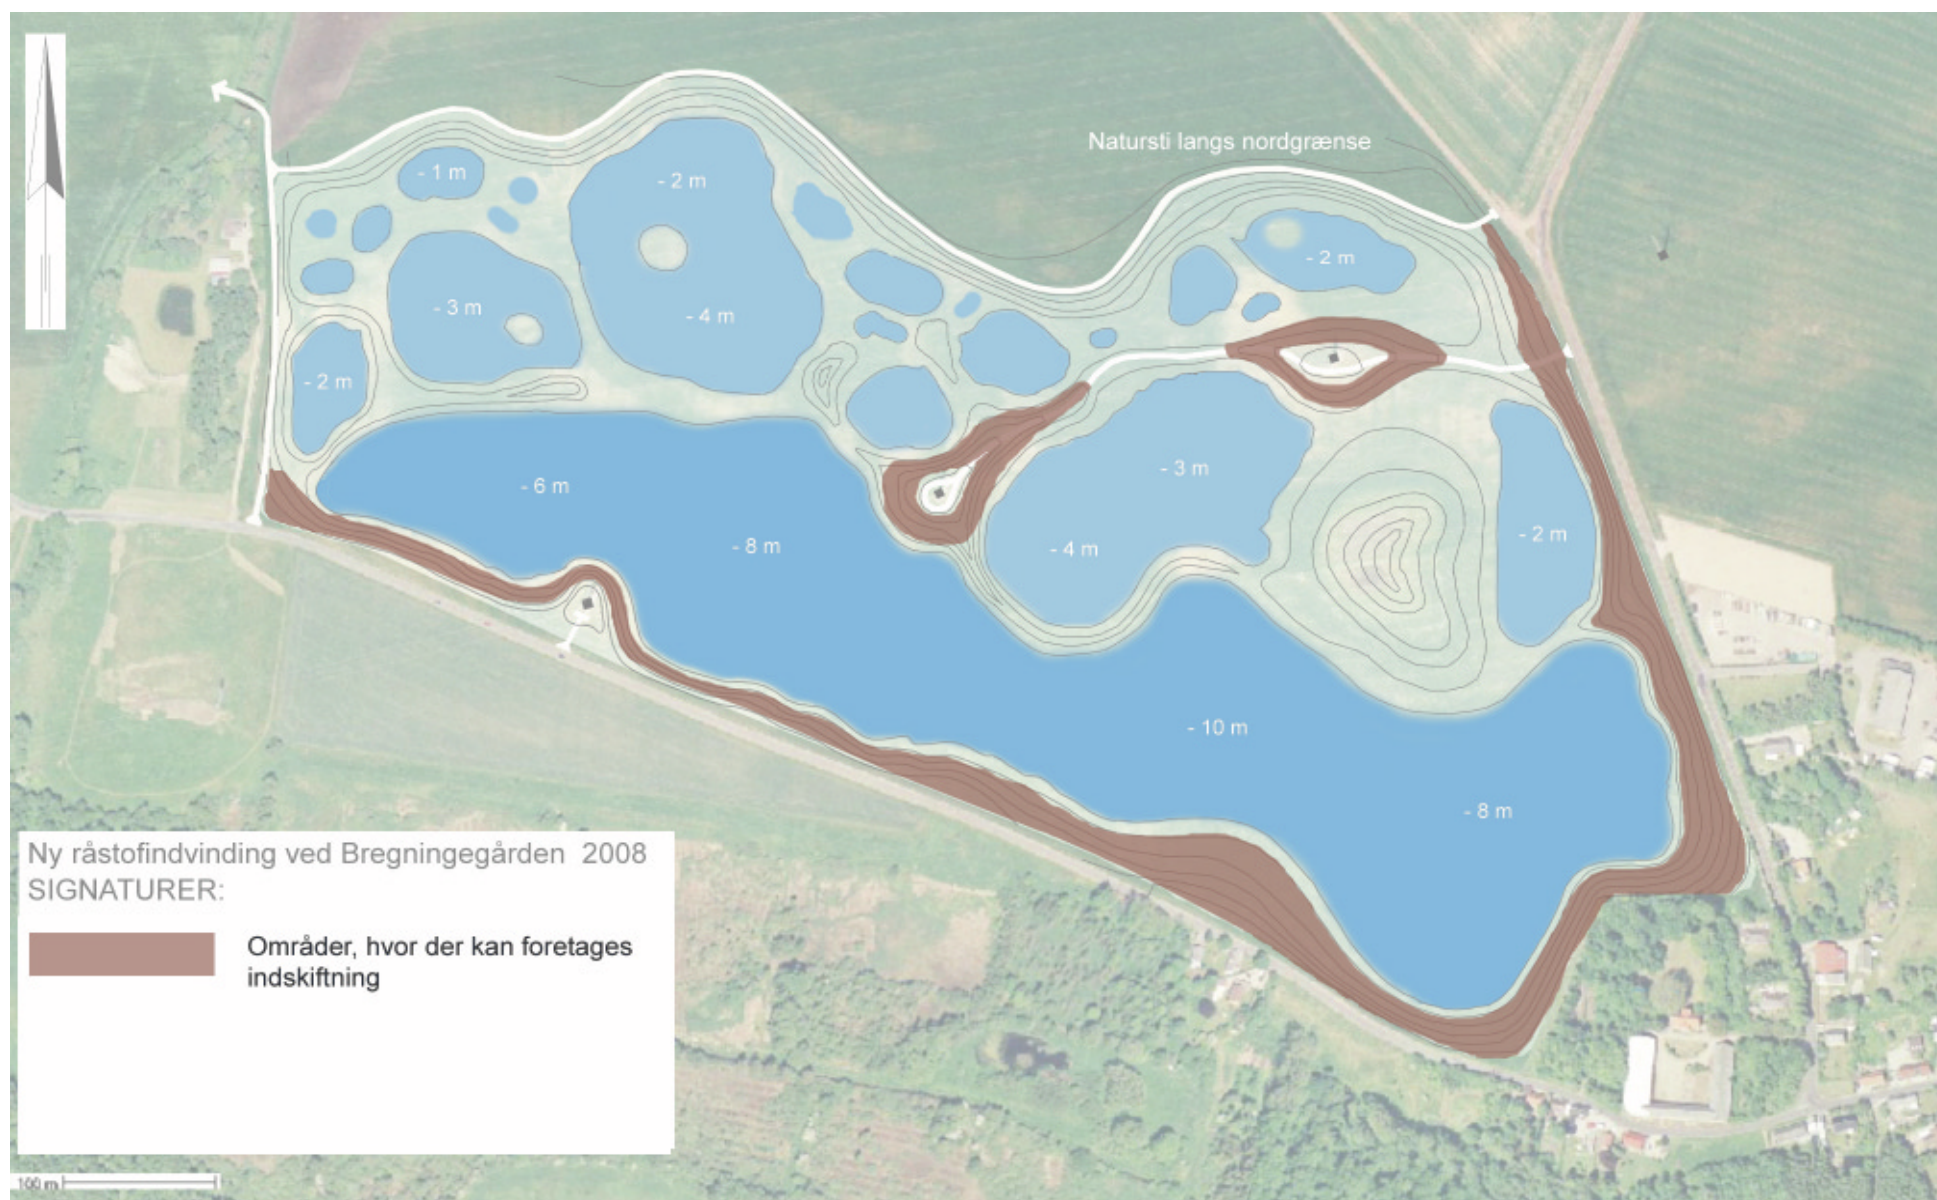 Natursti langs nordgrænse
- 1 m
- 2 m
- 2 m
- 3 m
- 4 m
- 2 m
- 3 m
- 6 m
- 2 m
- 8 m
- 4 m
- 10 m
- 8 m
Ny råstofindvinding ved Bregningegården 2008
SIGNATURER:
Områder, hvor der kan foretages
indskiftning
100 m